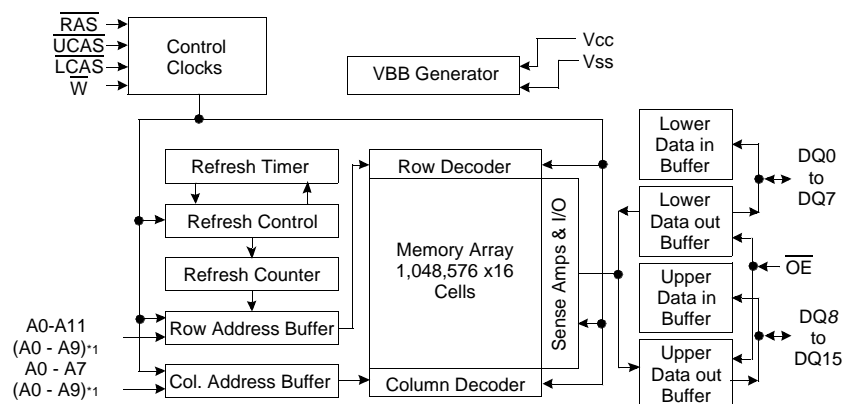 RAS
UCAS
LCAS
W
Control
Clocks
VBB Generator
Vcc
Vss
Refresh Timer
Refresh Control
Refresh Counter
Row Address Buffer
Col. Address Buffer
A0-A11
(A0 - A9)*1
A0 - A7
(A0 - A9)*1
Row Decoder
Memory Array
1,048,576 x16
Cells
Column Decoder
Sense Amps & I/O
Lower
Data in
Buffer
Lower
Data out
Buffer
Upper
Data in
Buffer
Upper
Data out
Buffer
DQ0
to
DQ7
OE
DQ8
to
DQ15